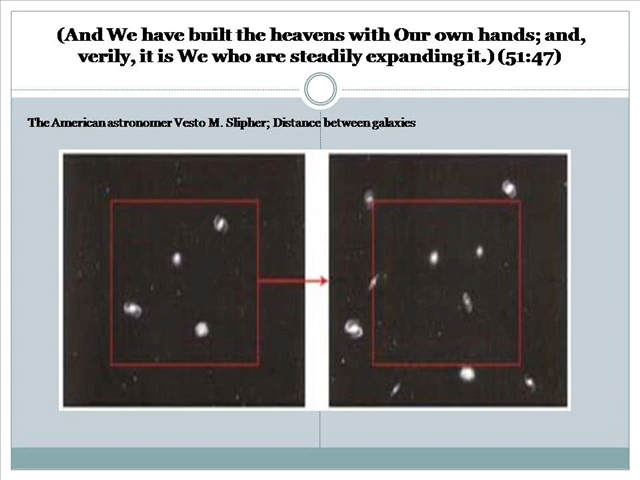 (And We have built the heavens with Our own hands; and,
verily, it is We who are steadily expanding it.) (51:47)
The American astronomer Vesto M. Slipher; Distance between galaxies